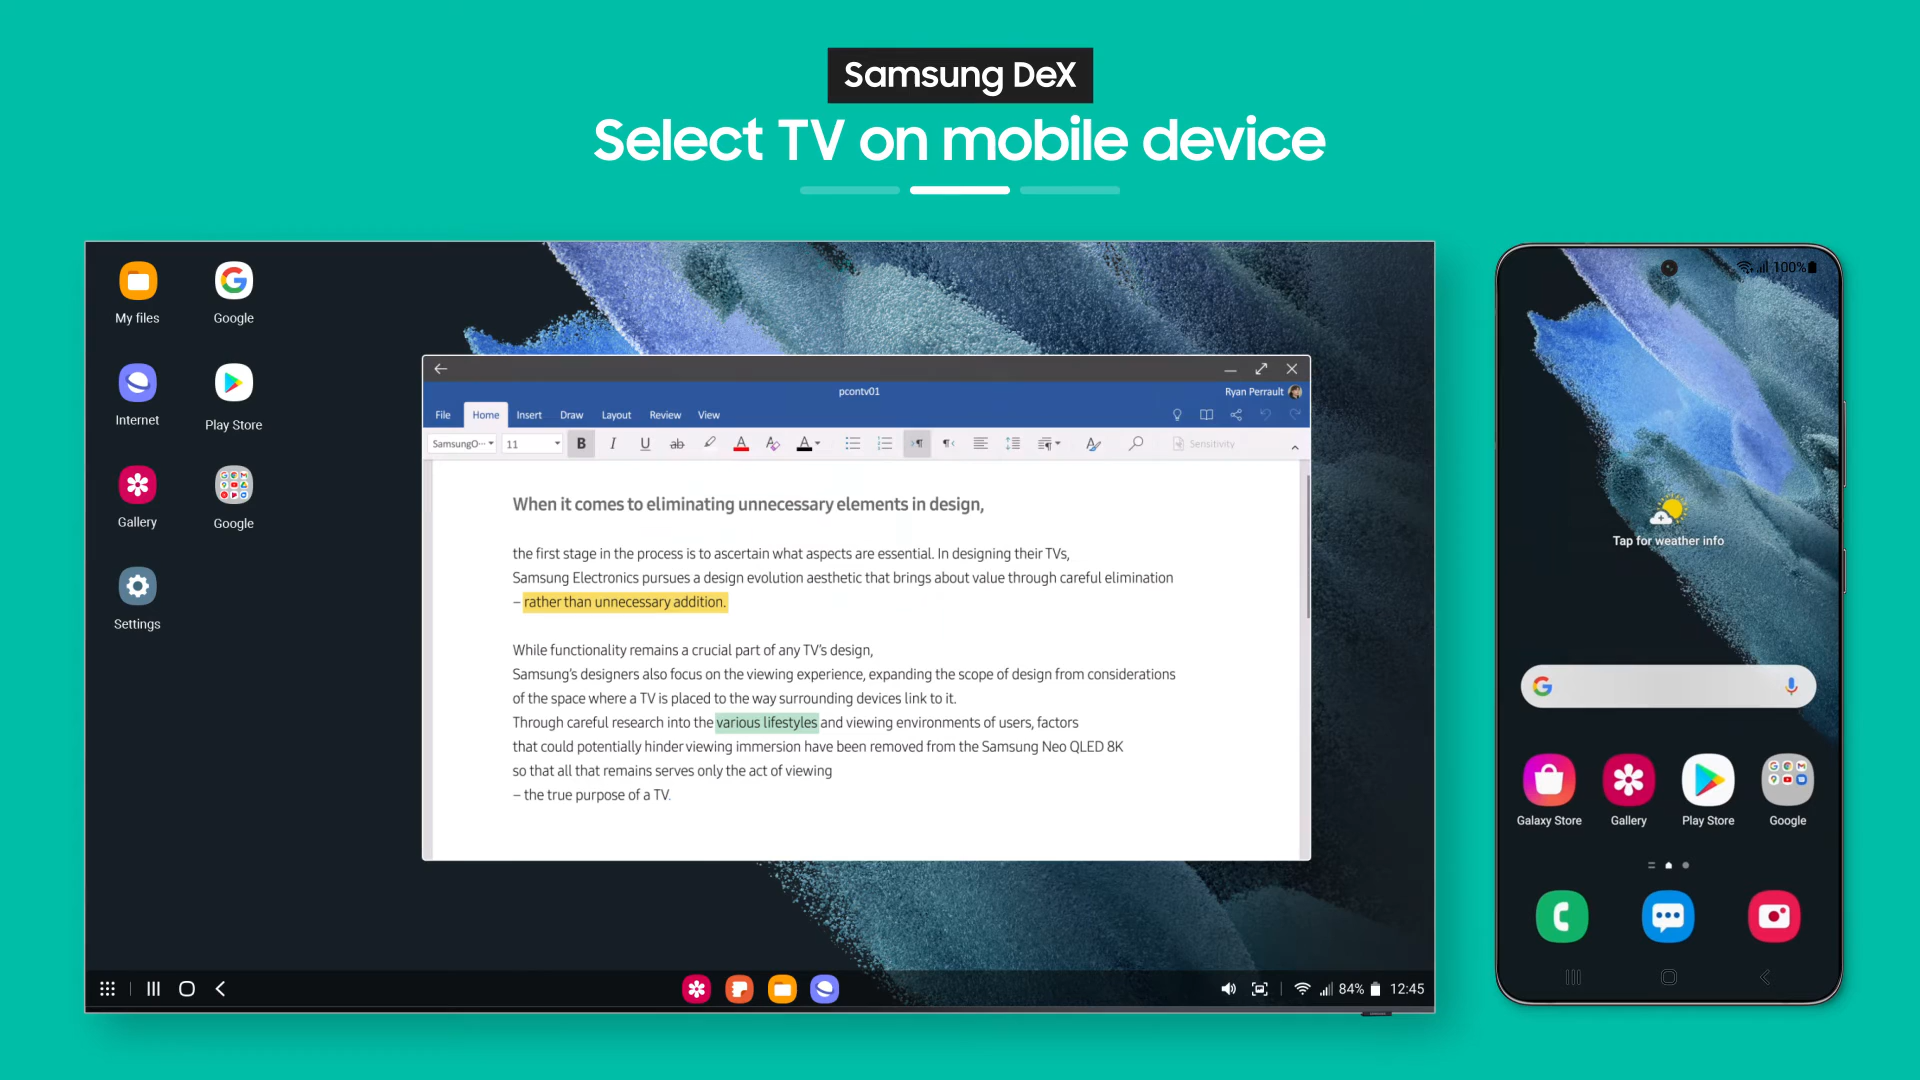 Samsung DeX
Select TV on mobile device
My files
Google
Internet
Play Store
Gallery
Google
Settings
pcontv01
Ryan Perrault
File Home Insert Draw Layout Review View
SamsungO··· 11 B I U ab A A Sensitivity
When it comes to eliminating unnecessary elements in design,
the first stage in the process is to ascertain what aspects are essential. In designing their TVs,
Samsung Electronics pursues a design evolution aesthetic that brings about value through careful elimination
– rather than unnecessary addition.
While functionality remains a crucial part of any TV's design,
Samsung's designers also focus on the viewing experience, expanding the scope of design from considerations
of the space where a TV is placed to the way surrounding devices link to it.
Through careful research into the various lifestyles and viewing environments of users, factors
that could potentially hinder viewing immersion have been removed from the Samsung Neo QLED 8K
so that all that remains serves only the act of viewing
– the true purpose of a TV.
84% 12:45
100%
Tap for weather info
Galaxy Store Gallery Play Store Google